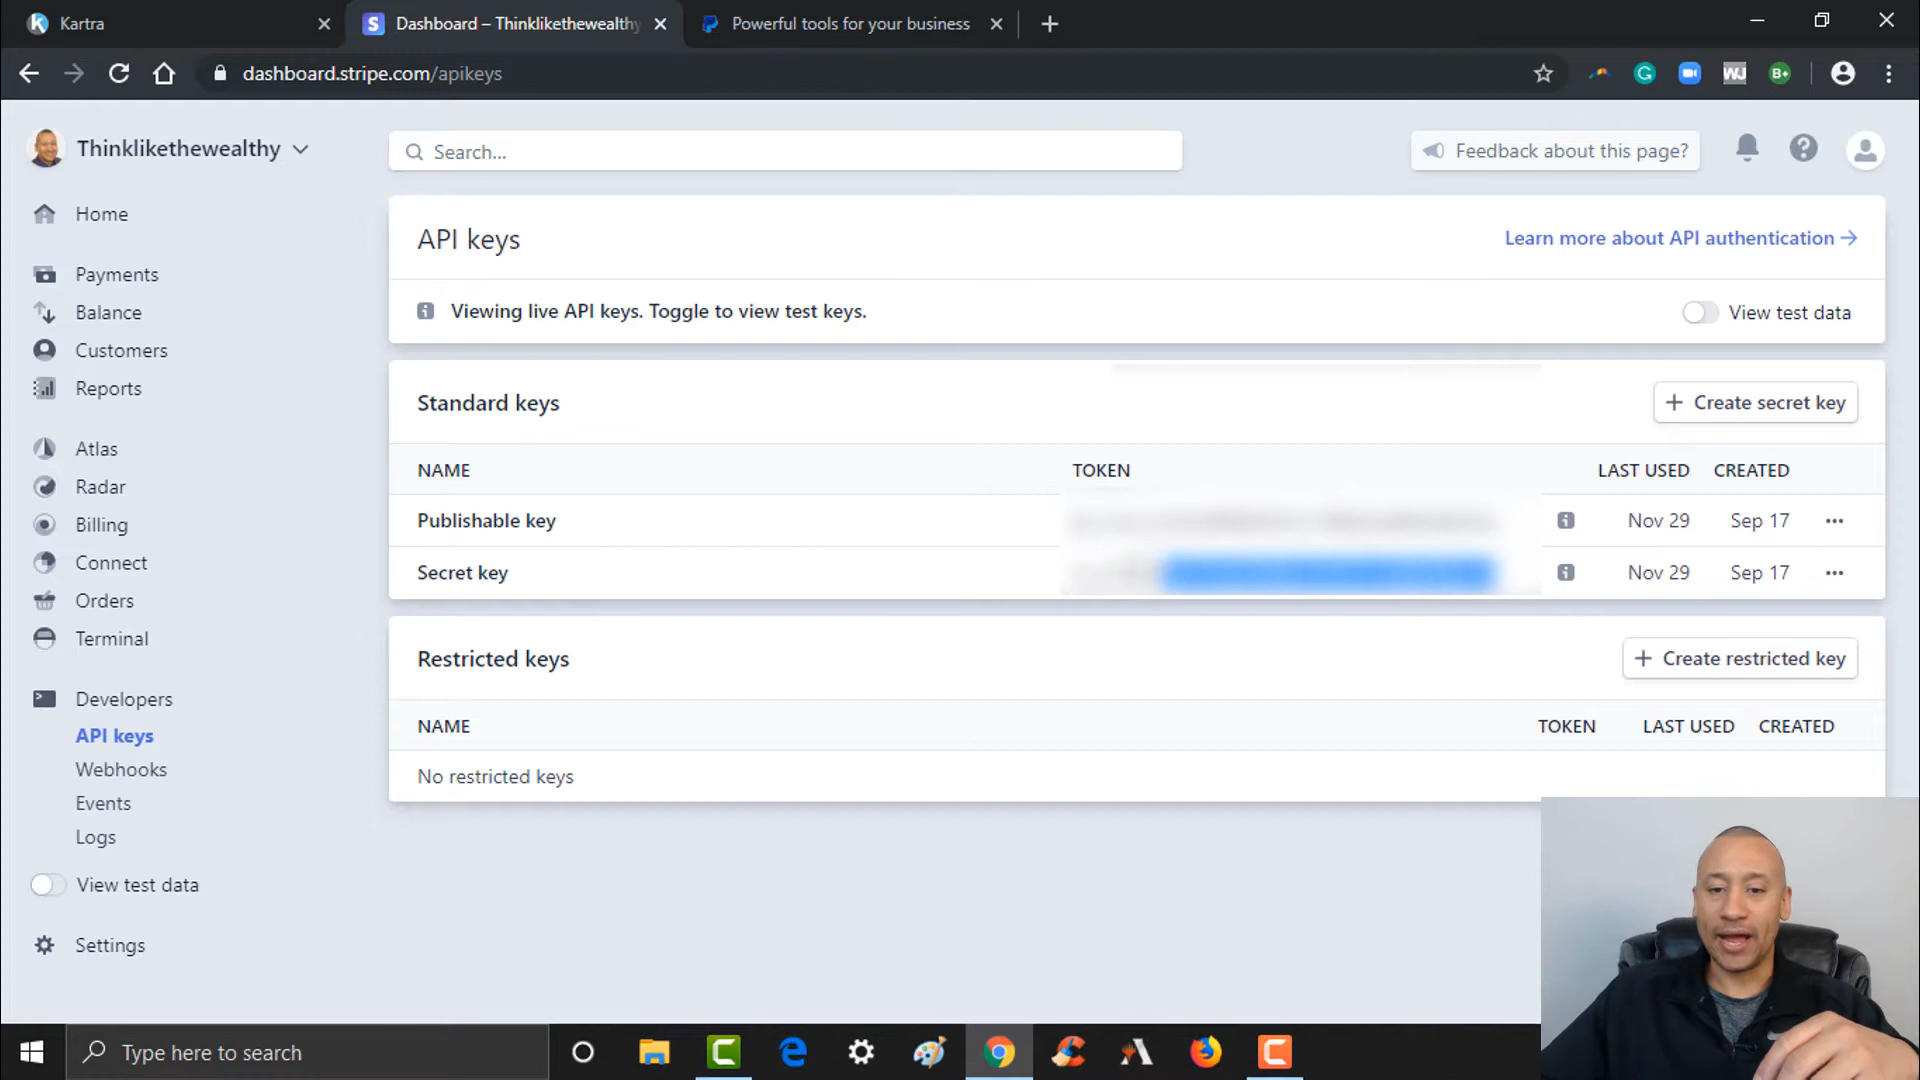 Kartra
Dashboard – Thinklikethewealthy
Powerful tools for your business
dashboard.stripe.com/apikeys
Thinklikethewealthy
Search...
Feedback about this page?
Home
Payments
Balance
Customers
Reports
Atlas
Radar
Billing
Connect
Orders
Terminal
Developers
API keys
Webhooks
Events
Logs
View test data
Settings
API keys
Learn more about API authentication
Viewing live API keys. Toggle to view test keys.
View test data
Standard keys
Create secret key
NAME TOKEN LAST USED CREATED
Publishable key Nov 29 Sep 17
Secret key Nov 29 Sep 17
Restricted keys
Create restricted key
NAME TOKEN LAST USED CREATED
No restricted keys
Type here to search